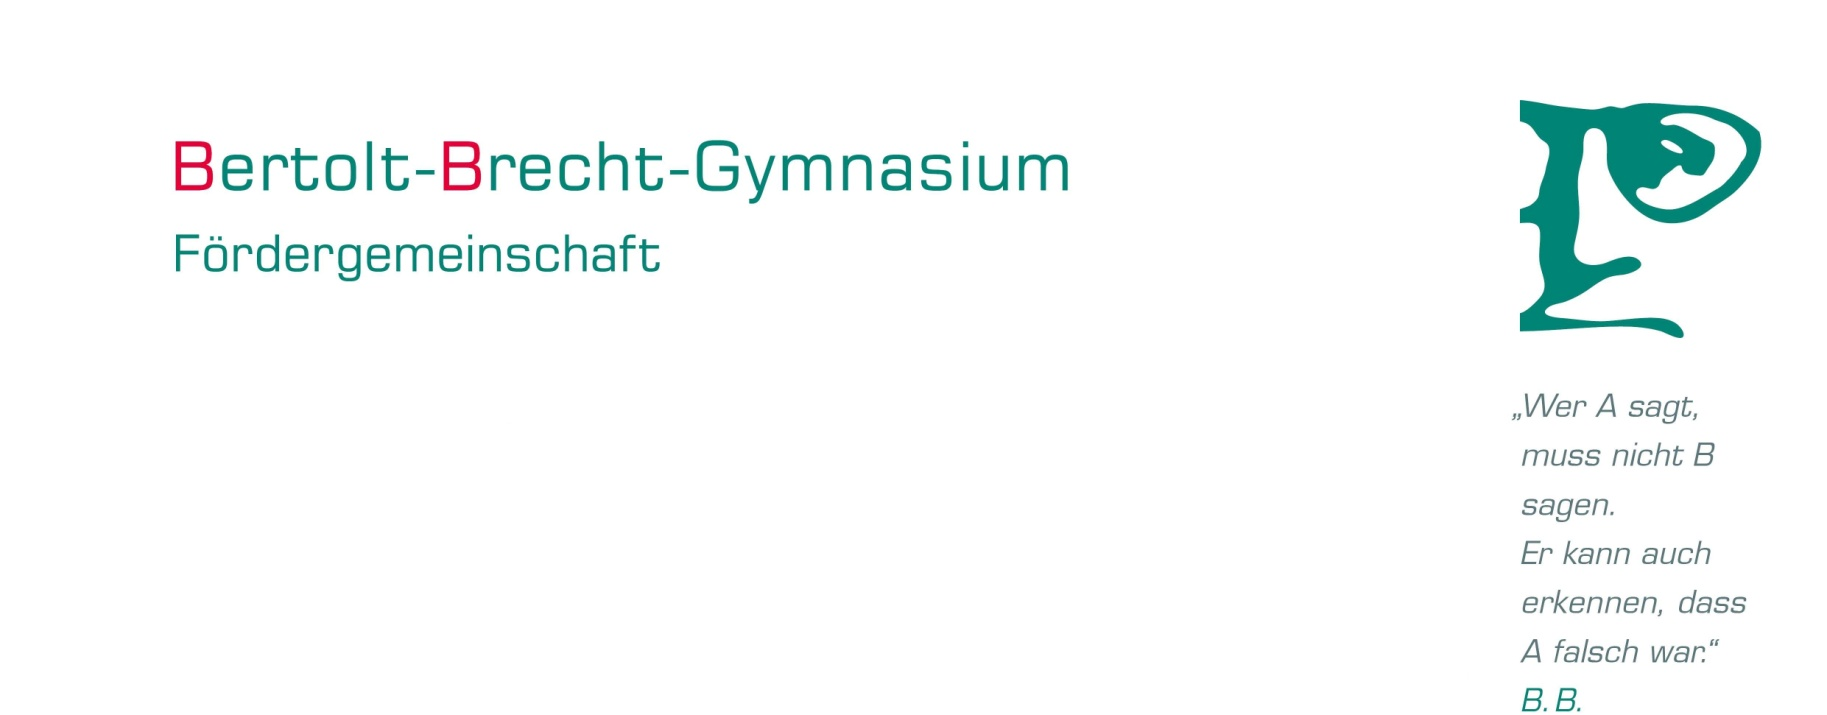 Bertolt-Brecht-Gymnasium
Fördergemeinschaft
„Wer A sagt,
muss nicht B
sagen.
Er kann auch
erkennen, dass
A falsch war.“
B. B.